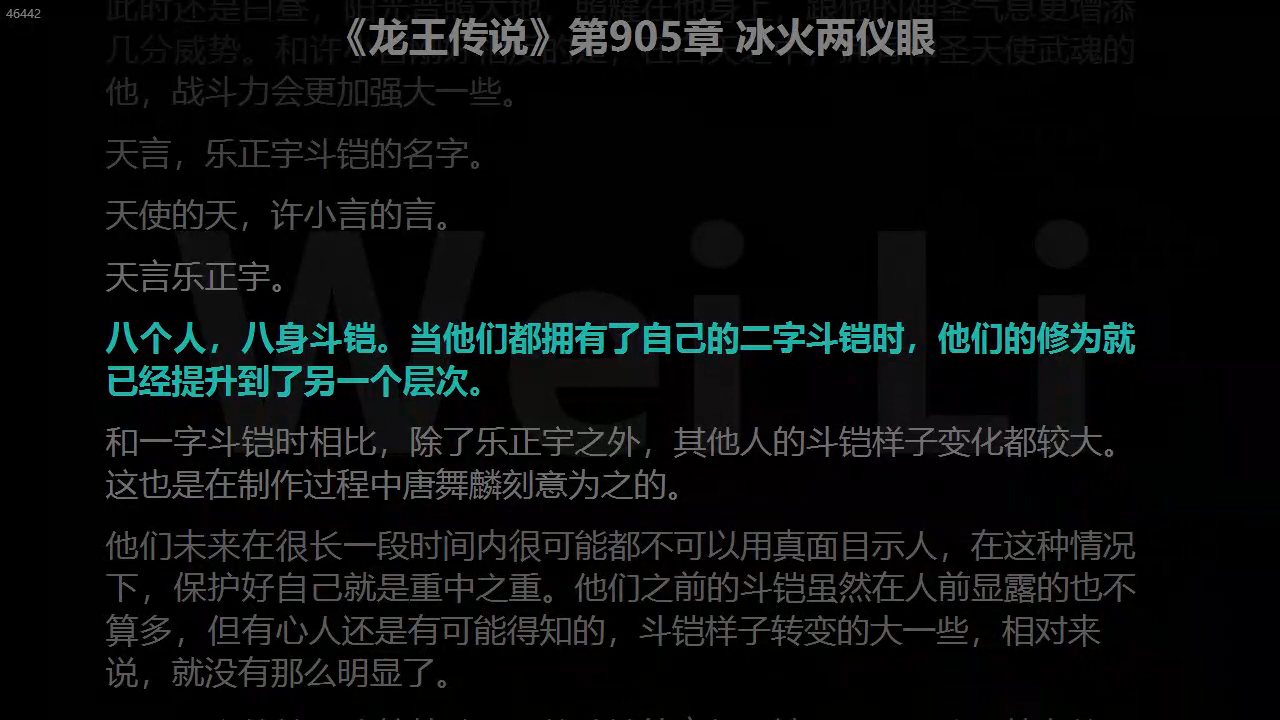 46442
《龙王传说》第905章 冰火两仪眼
他，战斗力会更加强大一些。
天言，乐正宇斗铠的名字。
天使的天，许小言的言。
天言乐正宇。
八个人，八身斗铠。当他们都拥有了自己的二字斗铠时，他们的修为就
已经提升到了另一个层次。
和一字斗铠时相比，除了乐正宇之外，其他人的斗铠样子变化都较大。
这也是在制作过程中唐舞麟刻意为之的。
他们未来在很长一段时间内很可能都不可以用真面目示人，在这种情况
下，保护好自己就是重中之重。他们之前的斗铠虽然在人前显露的也不
算多，但有心人还是有可能得知的，斗铠样子转变的大一些，相对来
说，就没有那么明显了。
Wei Li